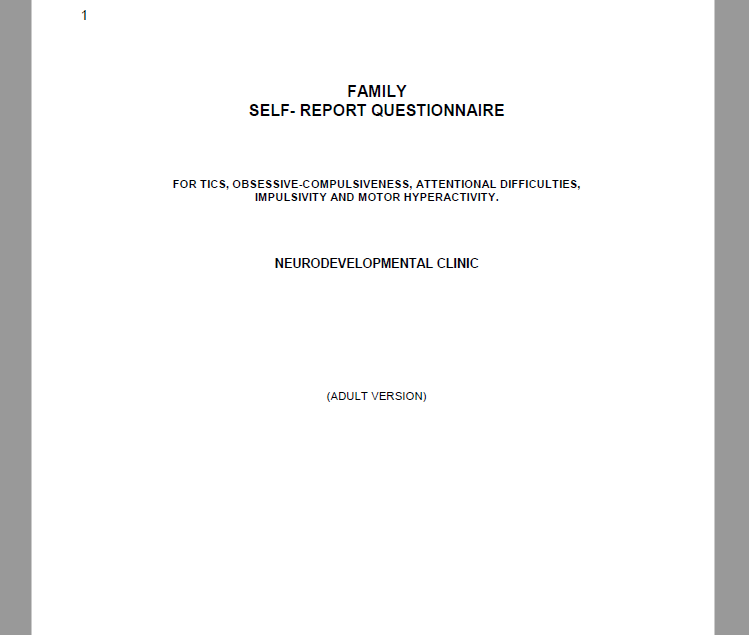 1
FAMILY
SELF- REPORT QUESTIONNAIRE
FOR TICS, OBSESSIVE-COMPULSIVENESS, ATTENTIONAL DIFFICULTIES,
IMPULSIVITY AND MOTOR HYPERACTIVITY.
NEURODEVELOPMENTAL CLINIC
(ADULT VERSION)